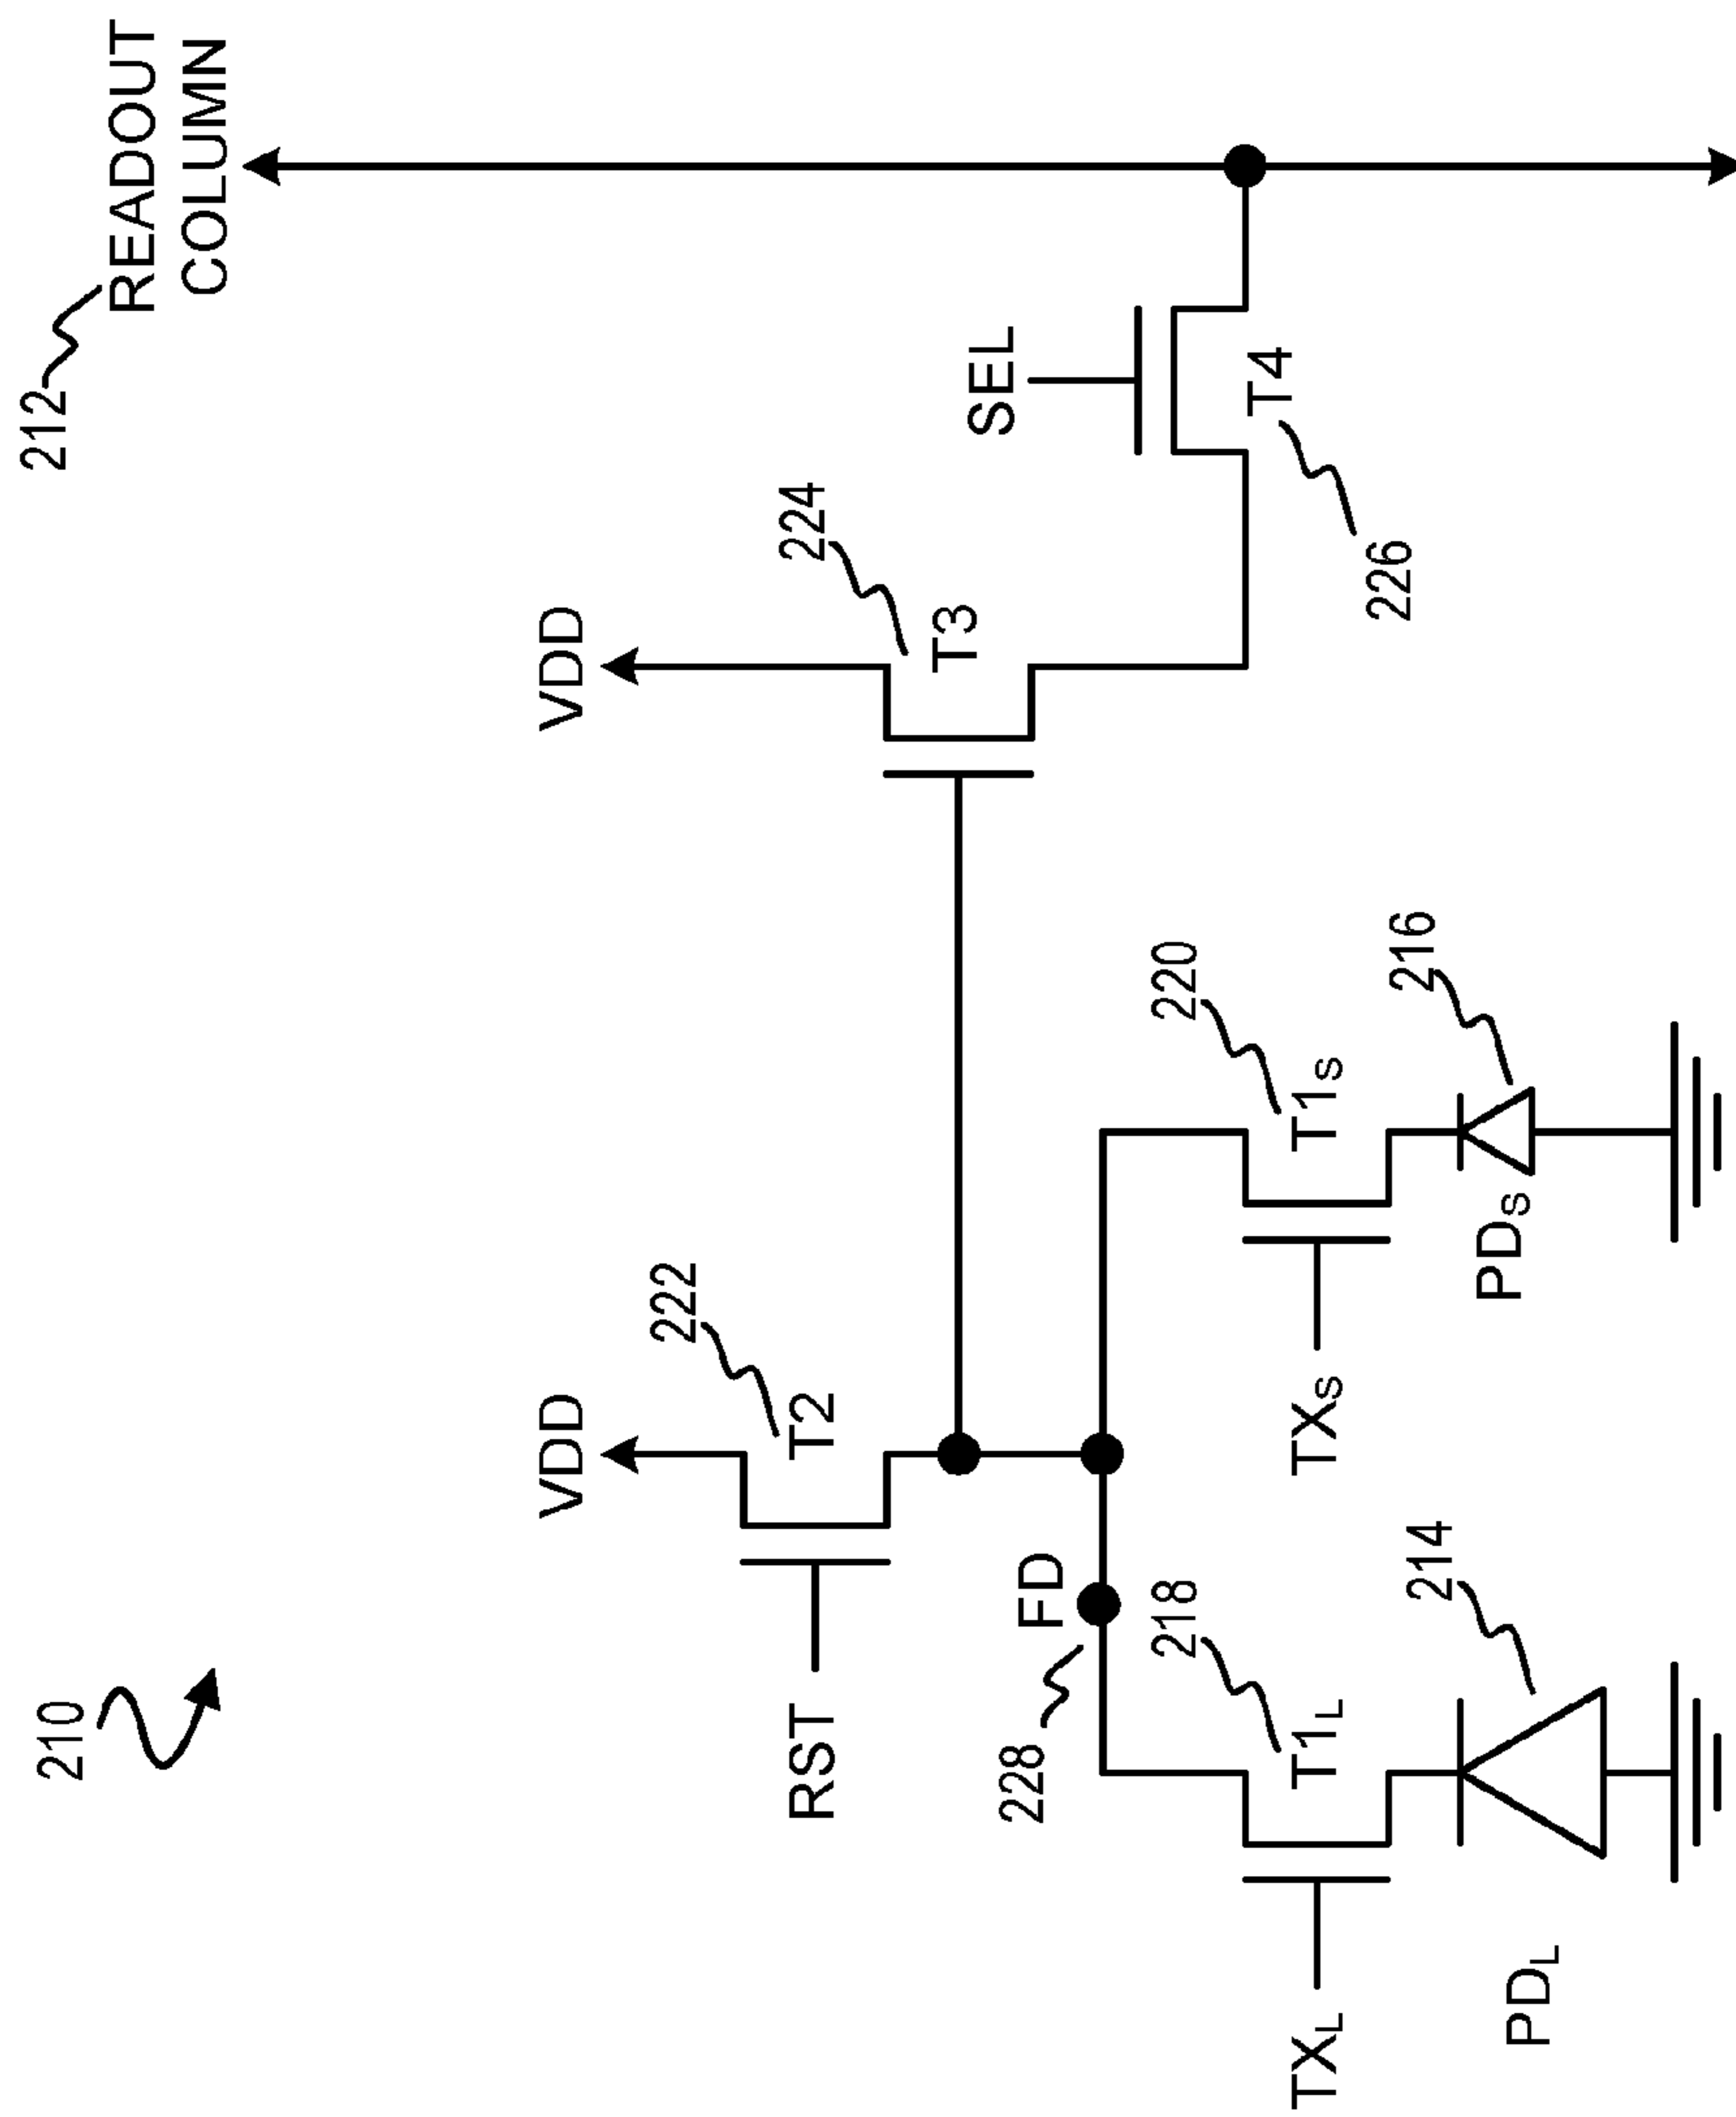 210
212
READOUT
COLUMN
VDD
VDD
222
224
T2
RST
T3
SEL
228
FD
T4
226
218
220
T1L
T1S
TXL
TXS
214
216
PDL
PDS